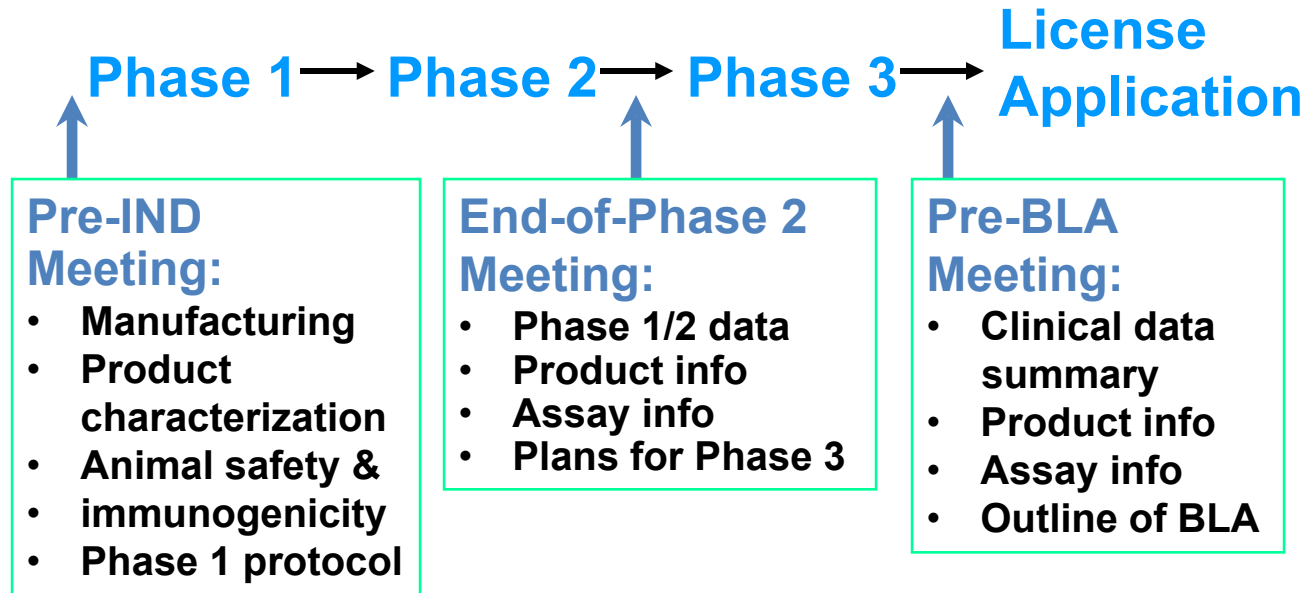 Phase 1
Phase 2
Phase 3
License
Application
Pre-IND
Meeting:
• Manufacturing
• Product
characterization
• Animal safety &
• immunogenicity
• Phase 1 protocol
End-of-Phase 2
Meeting:
• Phase 1/2 data
• Product info
• Assay info
• Plans for Phase 3
Pre-BLA
Meeting:
• Clinical data
summary
• Product info
• Assay info
• Outline of BLA